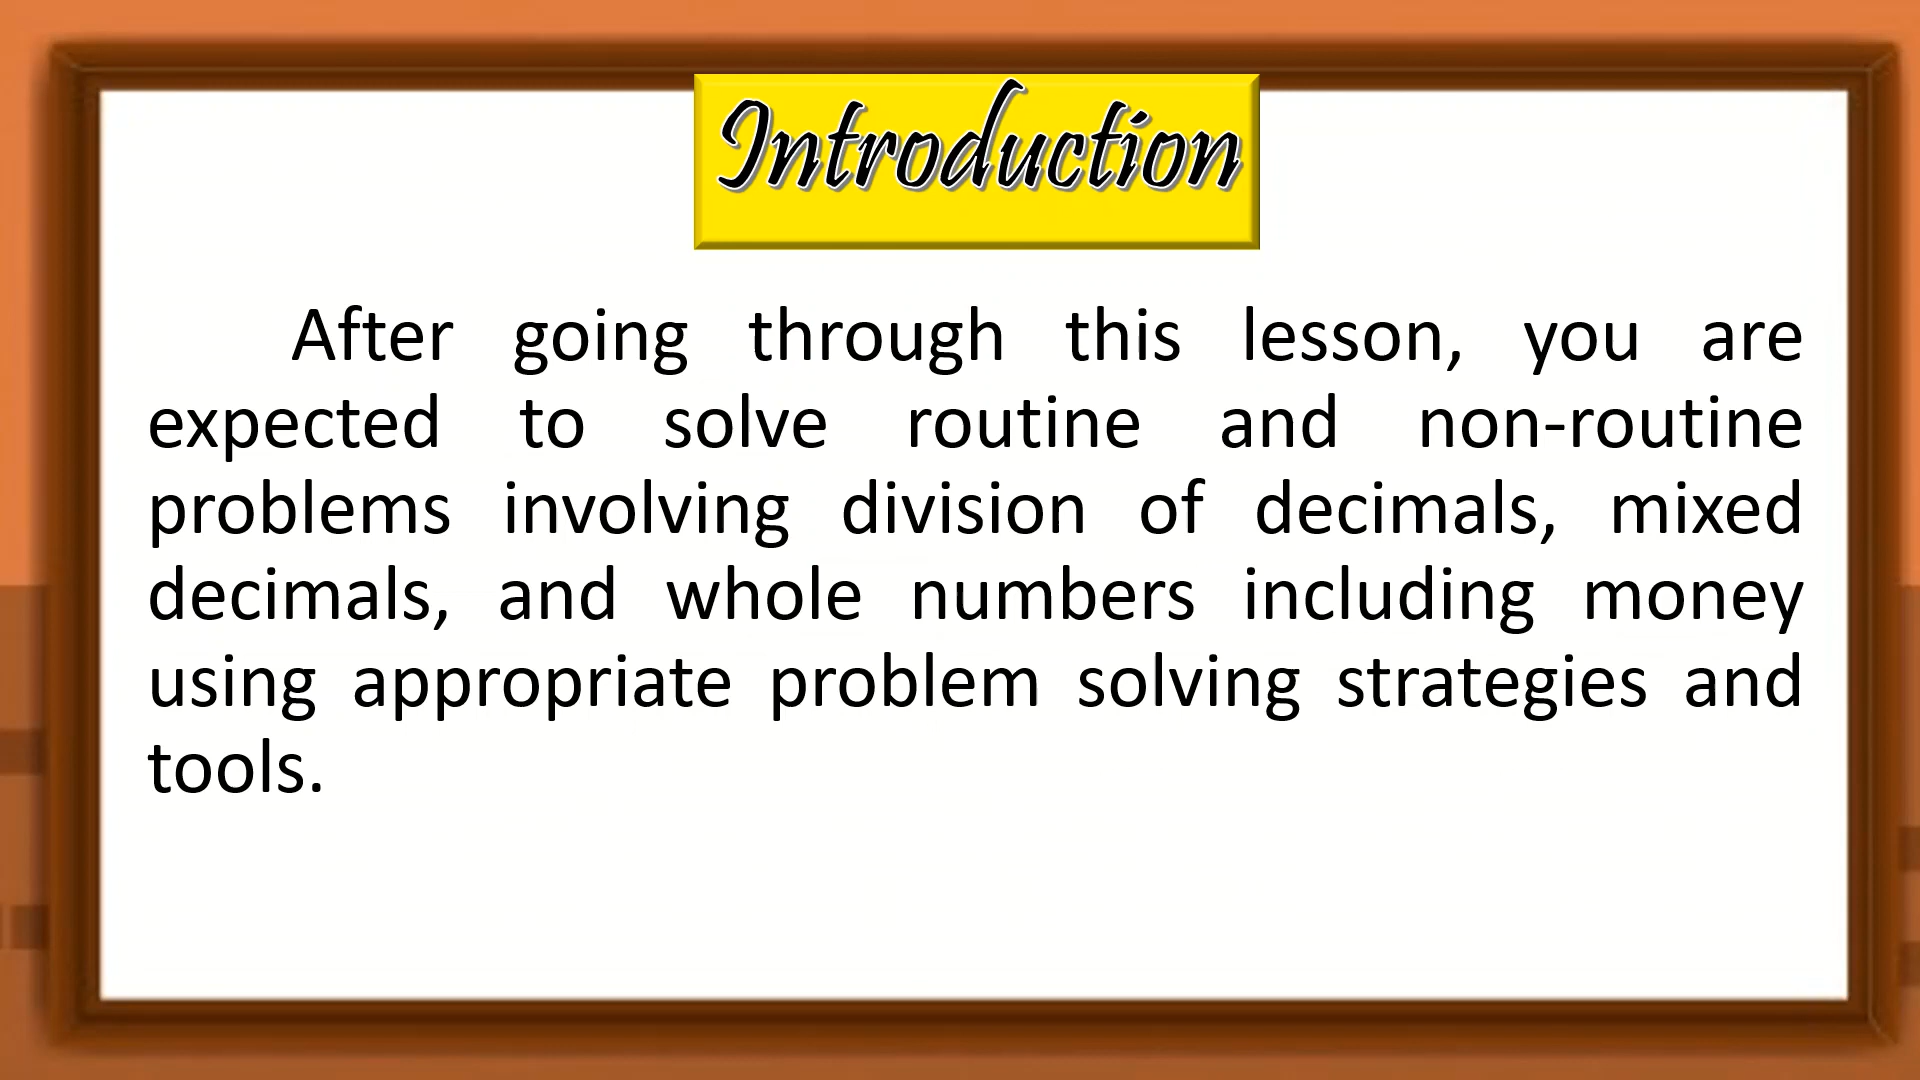 Introduction
After going through this lesson, you are
expected to solve routine and non-routine
problems involving division of decimals, mixed
decimals, and whole numbers including money
using appropriate problem solving strategies and
tools.